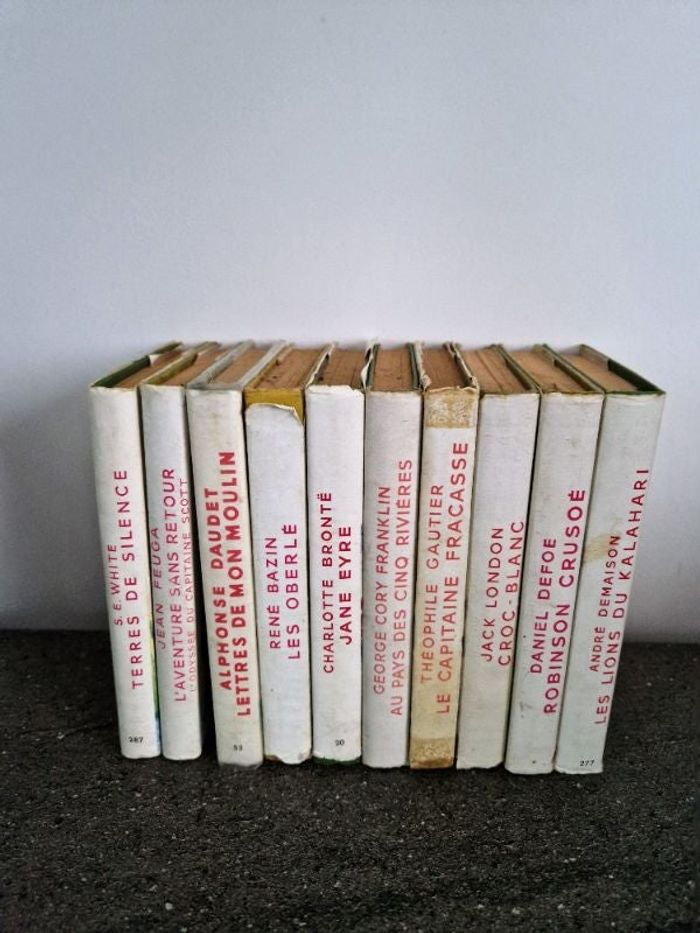 S. E. WHITE
TERRES DE SILENCE
287
JEAN FEUGA
L'AVENTURE SANS RETOUR
L'ODYSSÉE DU CAPITAINE SCOTT
ALPHONSE DAUDET
LETTRES DE MON MOULIN
53
RENÉ BAZIN
LES OBERLÉ
CHARLOTTE BRONTË
JANE EYRE
20
GEORGE CORY FRANKLIN
AU PAYS DES CINQ RIVIÈRES
THÉOPHILE GAUTIER
LE CAPITAINE FRACASSE
JACK LONDON
CROC-BLANC
DANIEL DEFOE
ROBINSON CRUSOÉ
ANDRÉ DEMAISON
LES LIONS DU KALAHARI
277